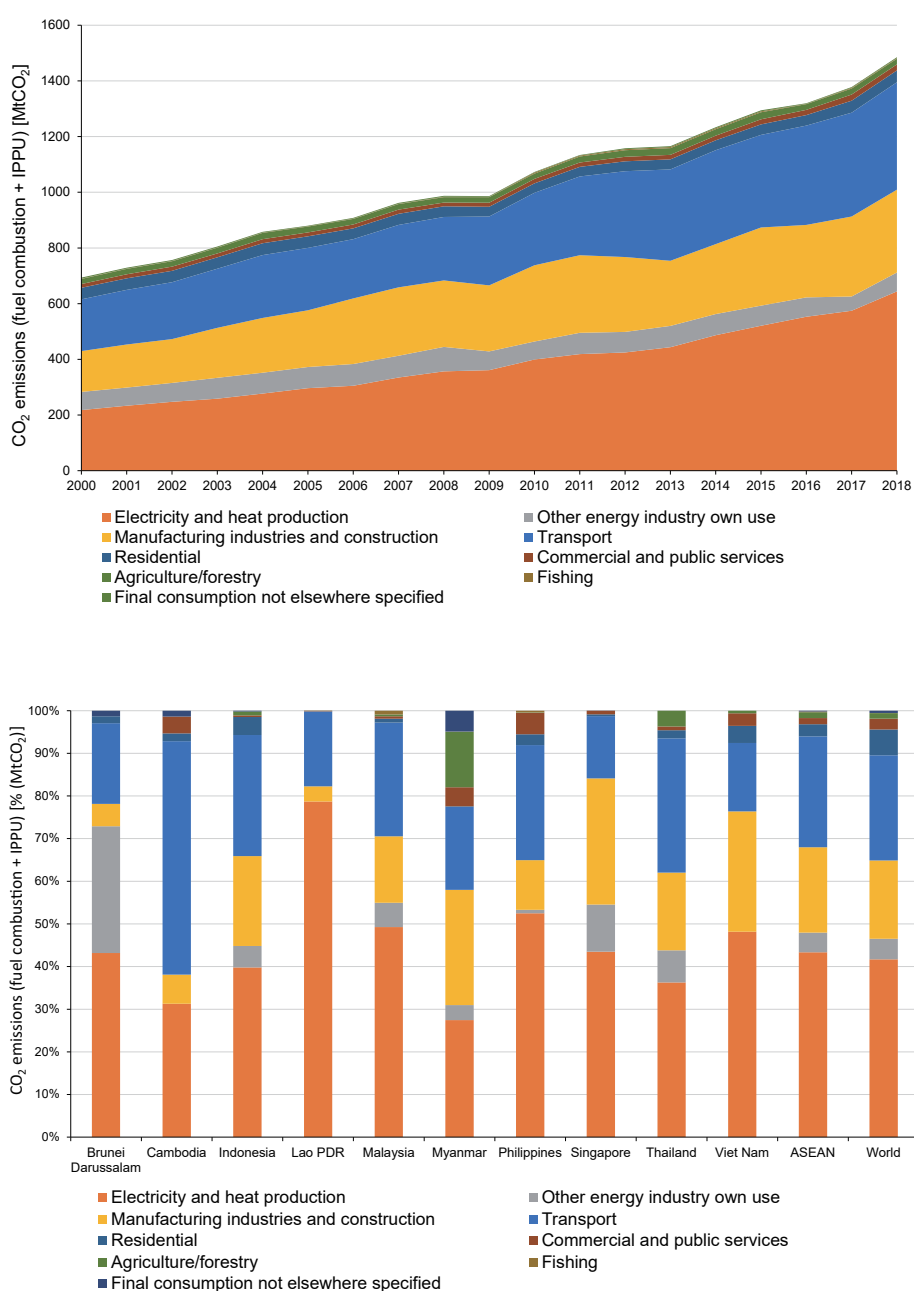 CO₂ emissions (fuel combustion + IPPU) [MtCO₂]
1600
1400
1200
1000
800
600
400
200
0
2000 2001 2002 2003 2004 2005 2006 2007 2008 2009 2010 2011 2012 2013 2014 2015 2016 2017 2018
Electricity and heat production Other energy industry own use
Manufacturing industries and construction Transport
Residential Commercial and public services
Agriculture/forestry Fishing
Final consumption not elsewhere specified
CO₂ emissions (fuel combustion + IPPU) [% (MtCO₂)]
100%
90%
80%
70%
60%
50%
40%
30%
20%
10%
0%
Brunei Cambodia Indonesia Lao PDR Malaysia Myanmar Philippines Singapore Thailand Viet Nam ASEAN World
Darussalam
Electricity and heat production Other energy industry own use
Manufacturing industries and construction Transport
Residential Commercial and public services
Agriculture/forestry Fishing
Final consumption not elsewhere specified